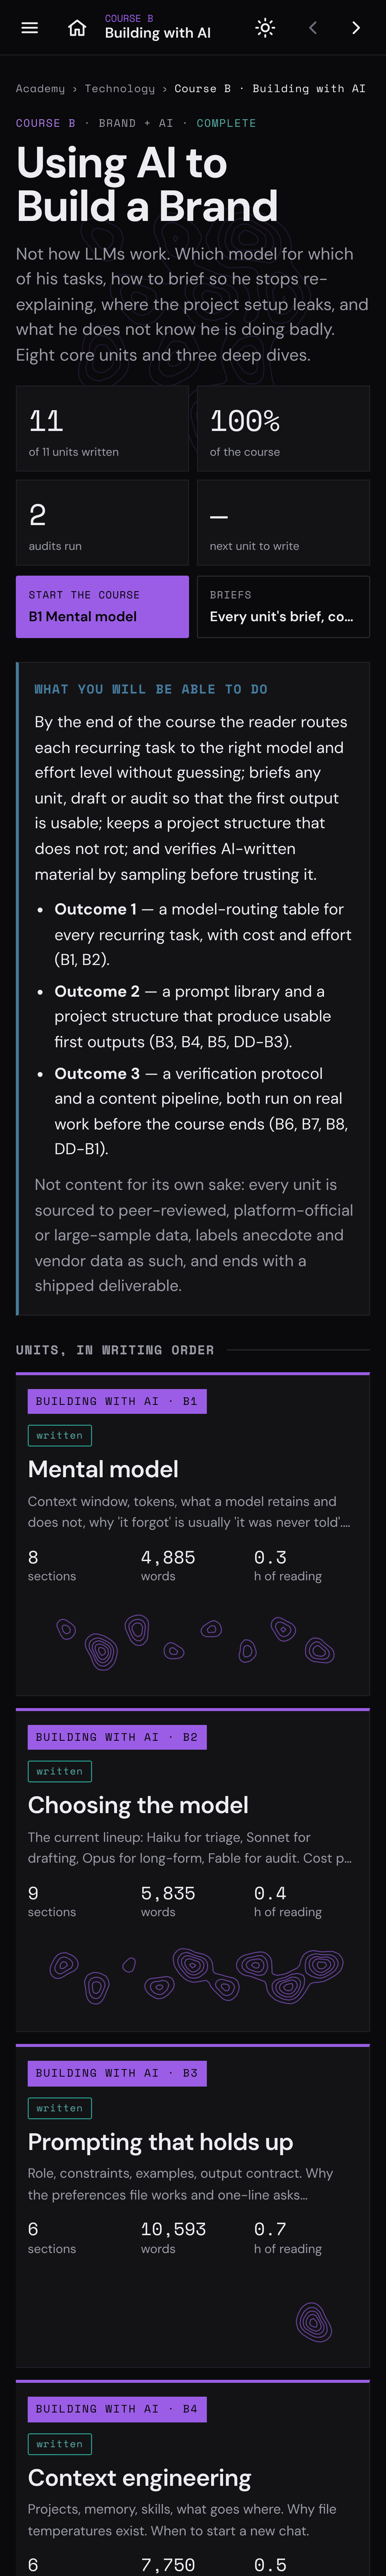 COURSE B
Building with AI
Academy › Technology › Course B · Building with AI
COURSE B · BRAND + AI · COMPLETE
Using AI to
Build a Brand
Not how LLMs work. Which model for which
of his tasks, how to brief so he stops re-
explaining, where the project setup leaks, and
what he does not know he is doing badly.
Eight core units and three deep dives.
11
of 11 units written
100%
of the course
2
audits run
—
next unit to write
START THE COURSE
B1 Mental model
BRIEFS
Every unit's brief, co...
WHAT YOU WILL BE ABLE TO DO
By the end of the course the reader routes
each recurring task to the right model and
effort level without guessing; briefs any
unit, draft or audit so that the first output
is usable; keeps a project structure that
does not rot; and verifies AI-written
material by sampling before trusting it.
• Outcome 1 — a model-routing table for
every recurring task, with cost and effort
(B1, B2).
• Outcome 2 — a prompt library and a
project structure that produce usable
first outputs (B3, B4, B5, DD-B3).
• Outcome 3 — a verification protocol
and a content pipeline, both run on real
work before the course ends (B6, B7, B8,
DD-B1).
Not content for its own sake: every unit is
sourced to peer-reviewed, platform-official
or large-sample data, labels anecdote and
vendor data as such, and ends with a
shipped deliverable.
UNITS, IN WRITING ORDER
BUILDING WITH AI · B1
written
Mental model
Context window, tokens, what a model retains and
does not, why 'it forgot' is usually 'it was never told'....
8 4,885 0.3
sections words h of reading
BUILDING WITH AI · B2
written
Choosing the model
The current lineup: Haiku for triage, Sonnet for
drafting, Opus for long-form, Fable for audit. Cost p...
9 5,835 0.4
sections words h of reading
BUILDING WITH AI · B3
written
Prompting that holds up
Role, constraints, examples, output contract. Why
the preferences file works and one-line asks...
6 10,593 0.7
sections words h of reading
BUILDING WITH AI · B4
written
Context engineering
Projects, memory, skills, what goes where. Why file
temperatures exist. When to start a new chat.
6 7,750 0.5